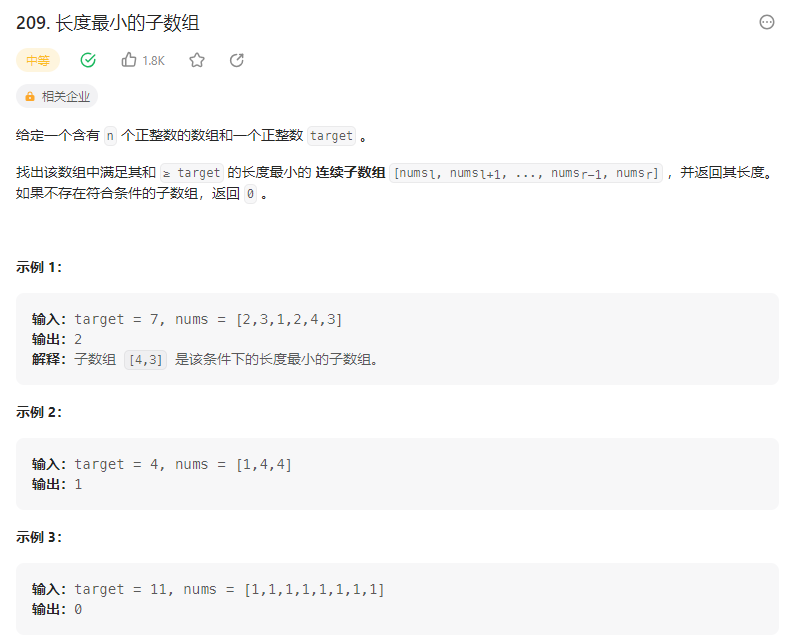 209. 长度最小的子数组
中等 1.8K
相关企业
给定一个含有 n 个正整数的数组和一个正整数 target 。
找出该数组中满足其和 ≥ target 的长度最小的 连续子数组 [numsl, numsl+1, ..., numsr-1, numsr] ，并返回其长度。
如果不存在符合条件的子数组，返回 0 。
示例 1：
输入：target = 7, nums = [2,3,1,2,4,3]
输出：2
解释：子数组 [4,3] 是该条件下的长度最小的子数组。
示例 2：
输入：target = 4, nums = [1,4,4]
输出：1
示例 3：
输入：target = 11, nums = [1,1,1,1,1,1,1,1]
输出：0